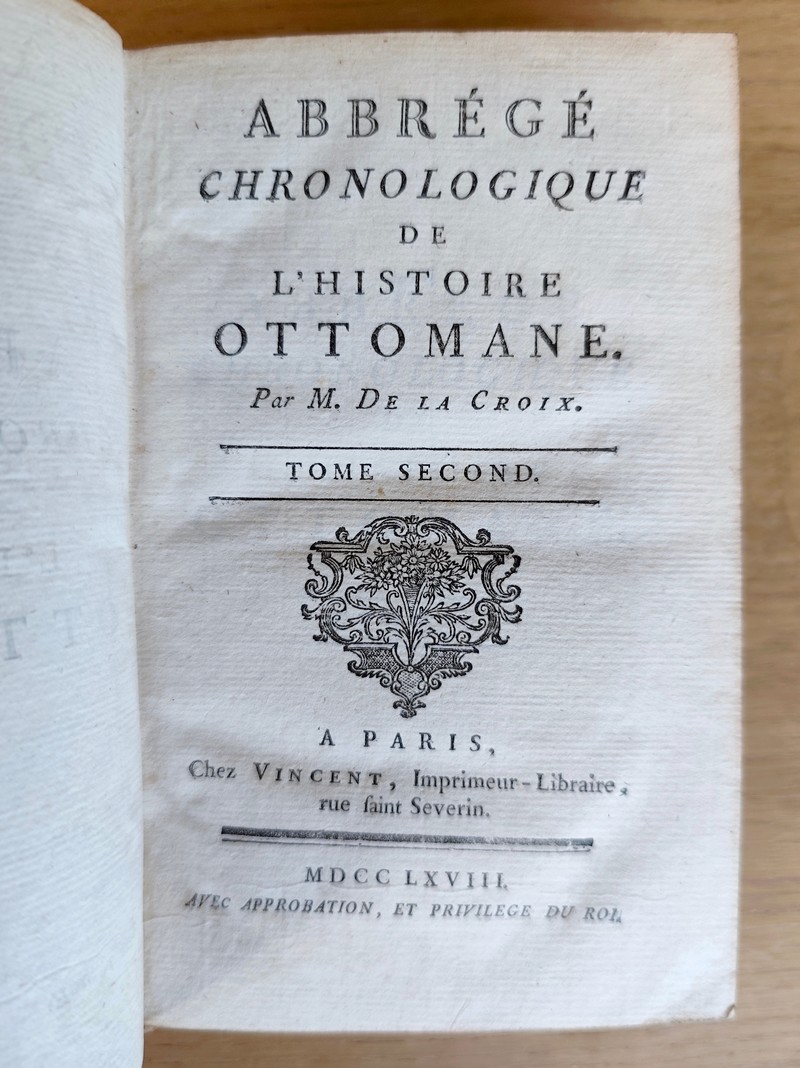 ABBRÉGÉ
CHRONOLOGIQUE
DE
L'HISTOIRE
OTTOMANE.
Par M. DE LA CROIX.
TOME SECOND.
A PARIS,
Chez VINCENT, Imprimeur-Libraire,
rue ſaint Severin.
MDCC LXVIII.
AVEC APPROBATION, ET PRIVILEGE DU ROI.